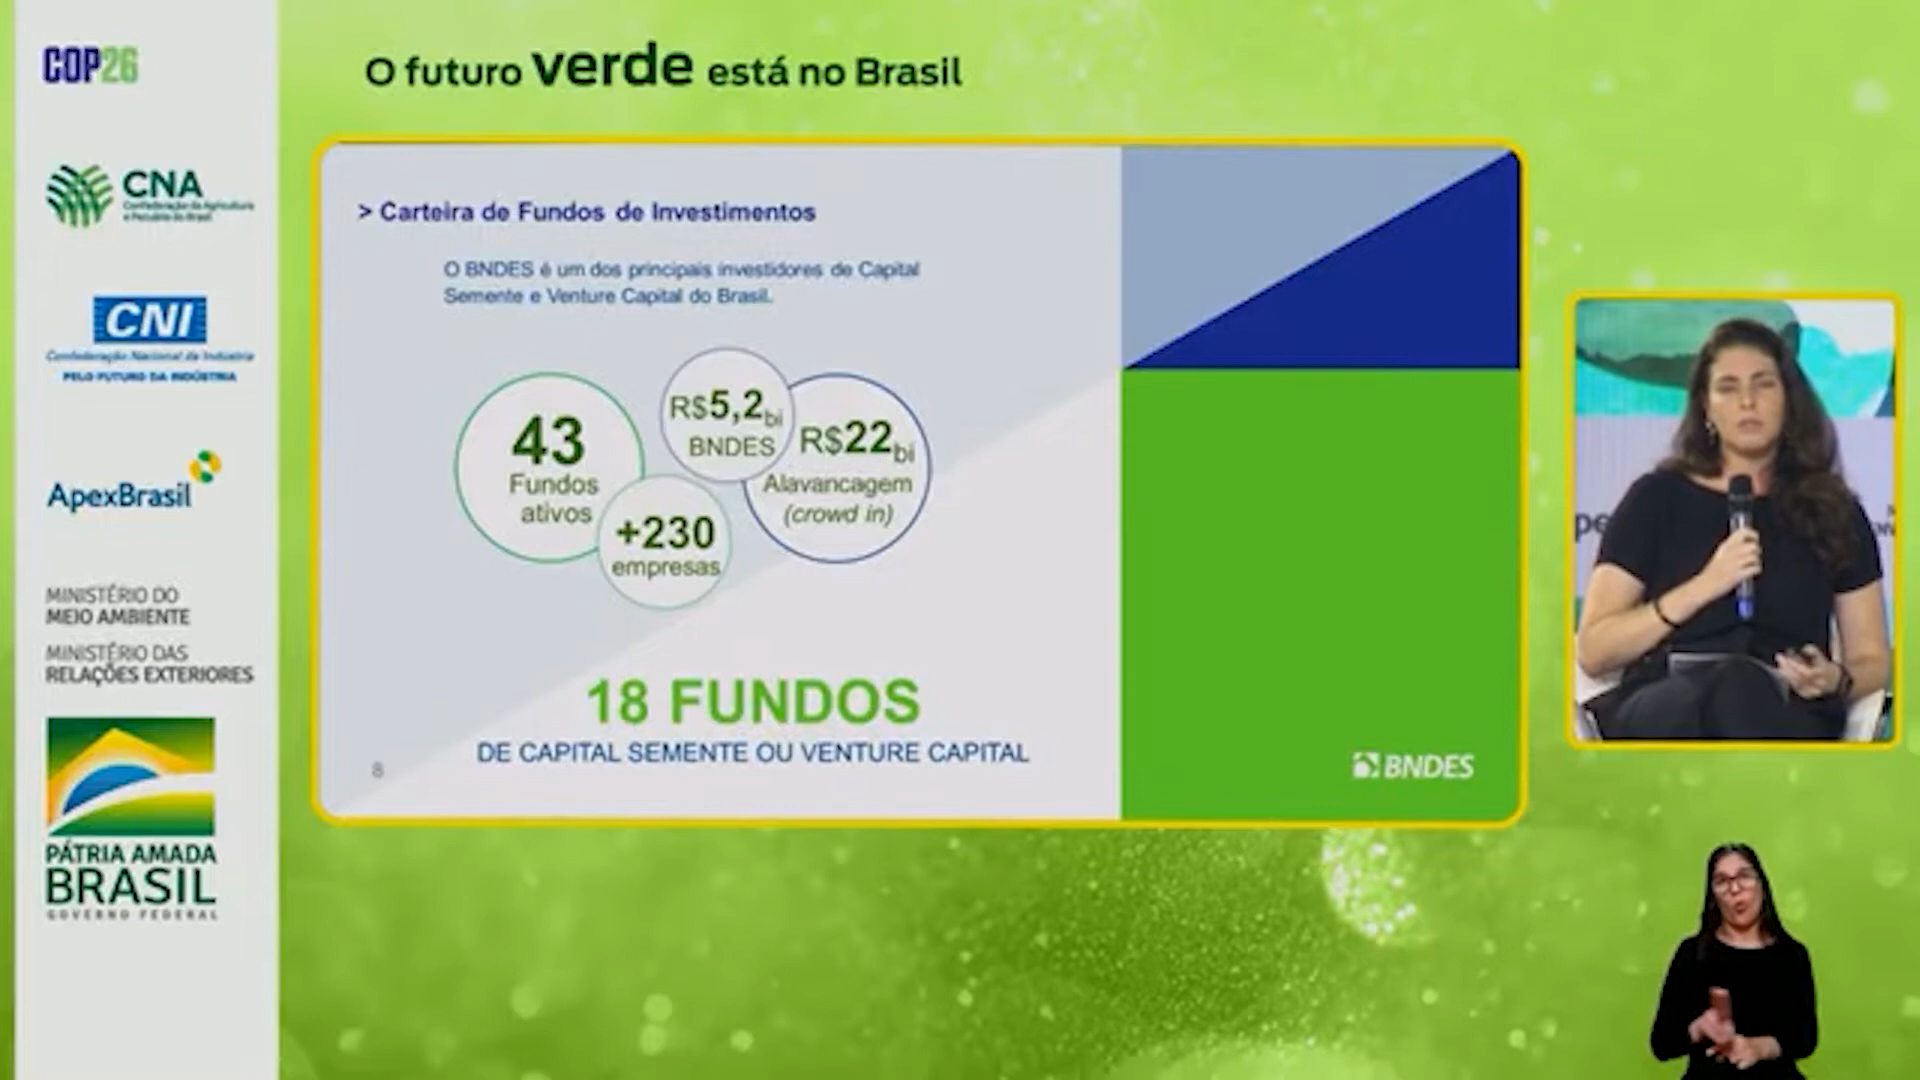 COP26
CNA
Confederação da Agricultura
e Pecuária do Brasil
CNI
Confederação Nacional da Indústria
PELO FUTURO DA INDÚSTRIA
ApexBrasil
MINISTÉRIO DO
MEIO AMBIENTE
MINISTÉRIO DAS
RELAÇÕES EXTERIORES
PÁTRIA AMADA
BRASIL
GOVERNO FEDERAL
O futuro verde está no Brasil
> Carteira de Fundos de Investimentos
O BNDES é um dos principais investidores de Capital
Semente e Venture Capital do Brasil.
43
Fundos
ativos
R$5,2bi
BNDES
+230
empresas
R$22bi
Alavancagem
(crowd in)
18 FUNDOS
DE CAPITAL SEMENTE OU VENTURE CAPITAL
8
BNDES